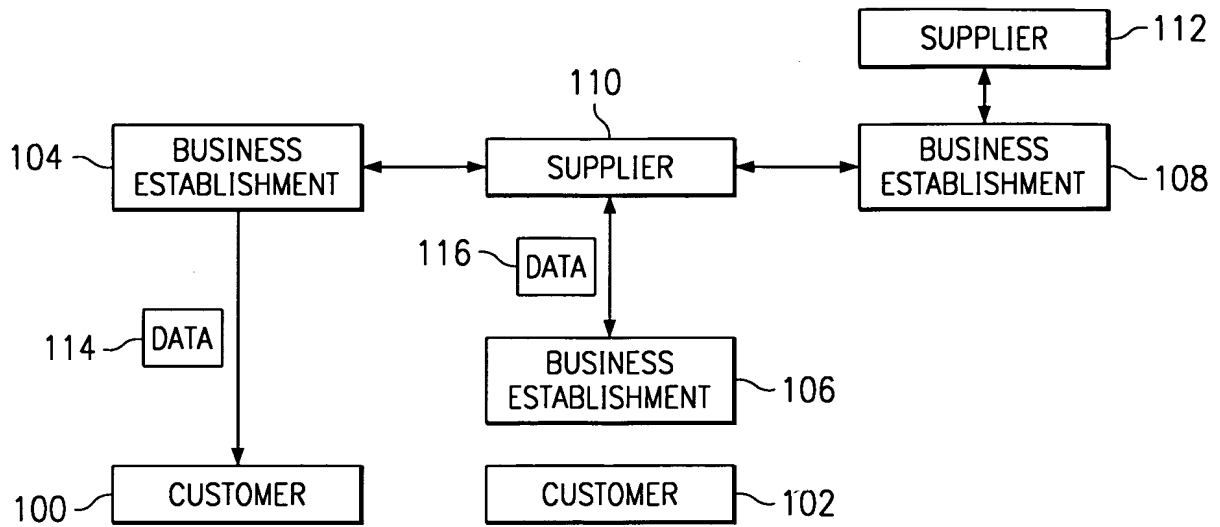 SUPPLIER
112
110
104
BUSINESS
ESTABLISHMENT
SUPPLIER
BUSINESS
ESTABLISHMENT
108
116
DATA
114
DATA
BUSINESS
ESTABLISHMENT
106
100
CUSTOMER
CUSTOMER
102